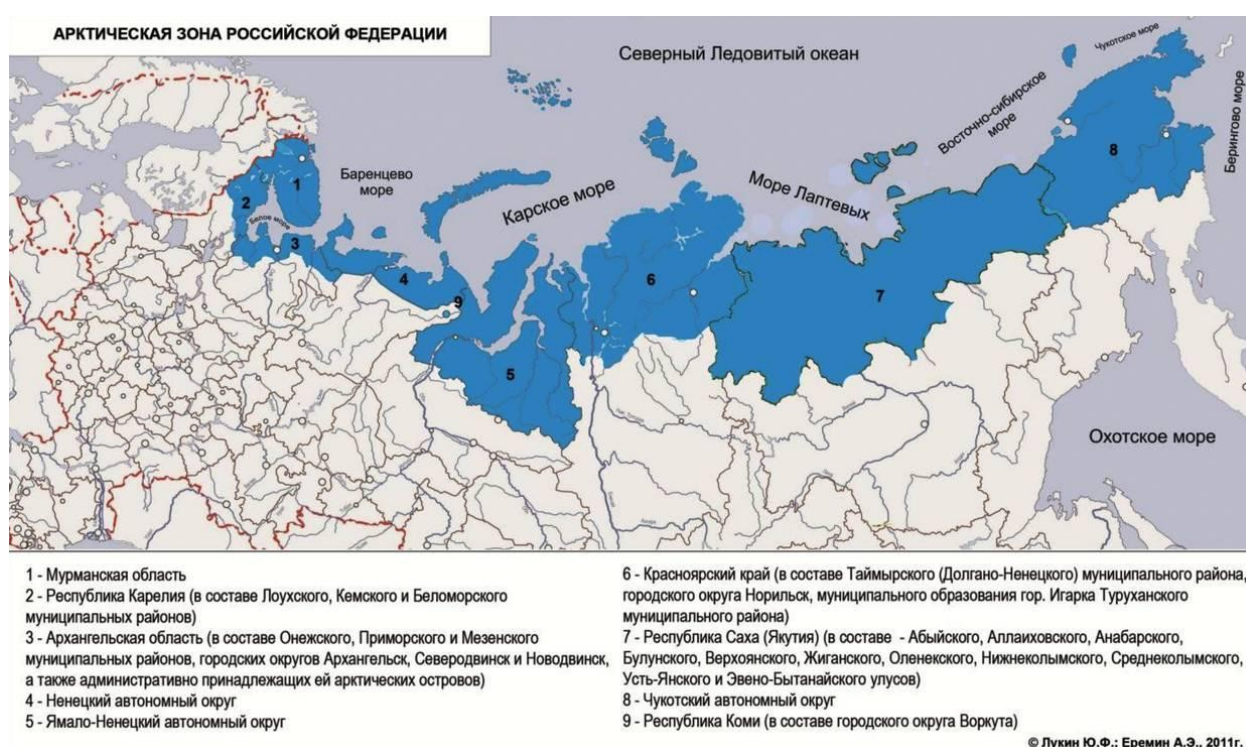 АРКТИЧЕСКАЯ ЗОНА РОССИЙСКОЙ ФЕДЕРАЦИИ
Северный Ледовитый океан
Чукотское море
Берингово море
Восточно-сибирское
море
Баренцево
море
Карское море
Море Лаптевых
Белое море
Охотское море
1
2
3
4
9
5
6
7
8
1 - Мурманская область
2 - Республика Карелия (в составе Лоухского, Кемского и Беломорского
муниципальных районов)
3 - Архангельская область (в составе Онежского, Приморского и Мезенского
муниципальных районов, городских округов Архангельск, Северодвинск и Новодвинск,
а также административно принадлежащих ей арктических островов)
4 - Ненецкий автономный округ
5 - Ямало-Ненецкий автономный округ
6 - Красноярский край (в составе Таймырского (Долгано-Ненецкого) муниципального района,
городского округа Норильск, муниципального образования гор. Игарка Туруханского
муниципального района)
7 - Республика Саха (Якутия) (в составе - Абыйского, Аллаиховского, Анабарского,
Булунского, Верхоянского, Жиганского, Оленекского, Нижнеколымского, Среднеколымского,
Усть-Янского и Эвено-Бытанайского улусов)
8 - Чукотский автономный округ
9 - Республика Коми (в составе городского округа Воркута)
© Лукин Ю.Ф.; Еремин А.Э., 2011г.